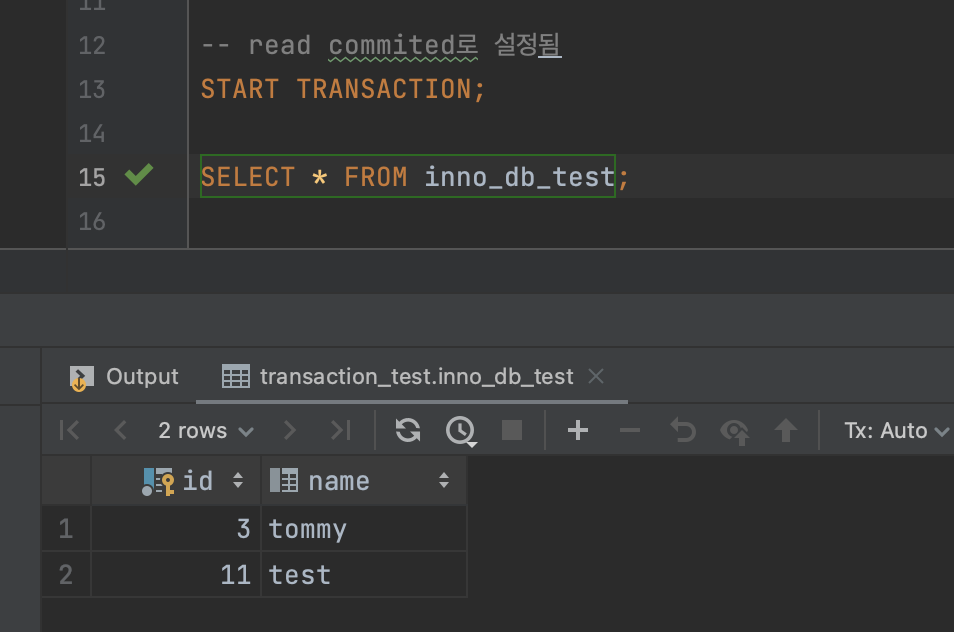 11
12 -- read commited로 설정됨
13 START TRANSACTION;
14
15 SELECT * FROM inno_db_test;
16
Output transaction_test.inno_db_test
2 rows Tx: Auto
id name
1 3 tommy
2 11 test